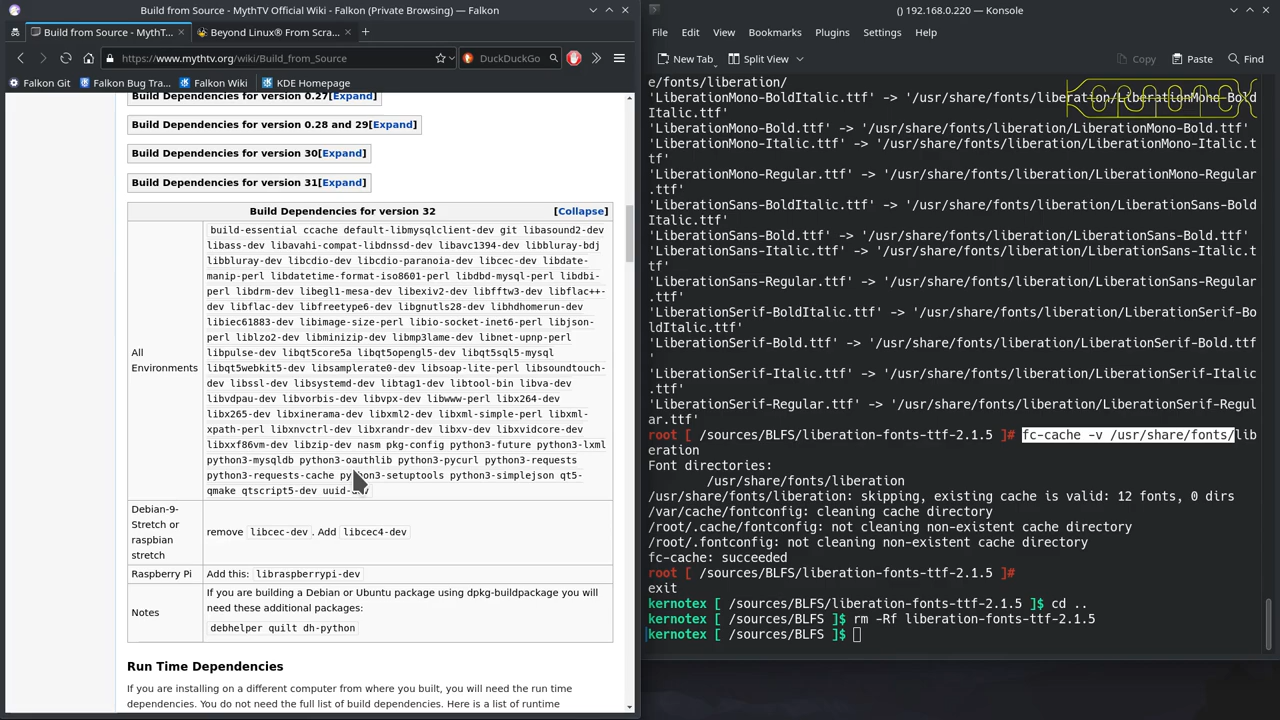 Build from Source - MythTV Official Wiki - Falkon (Private Browsing) — Falkon
Build from Source - MythT...
Beyond Linux® From Scra...
https://www.mythtv.org/wiki/Build_from_Source
DuckDuckGo
Falkon Git
Falkon Bug Tra...
Falkon Wiki
KDE Homepage
Build Dependencies for version 0.27[Expand]
Build Dependencies for version 0.28 and 29[Expand]
Build Dependencies for version 30[Expand]
Build Dependencies for version 31[Expand]
Build Dependencies for version 32 [Collapse]
All
Environments
build-essential ccache default-libmysqlclient-dev git libasound2-dev
libass-dev libavahi-compat-libdnssd-dev libavc1394-dev libbluray-bdj
libbluray-dev libcdio-dev libcdio-paranoia-dev libcec-dev libdate-
manip-perl libdatetime-format-iso8601-perl libdbd-mysql-perl libdbi-
perl libdrm-dev libegl1-mesa-dev libexiv2-dev libfftw3-dev libflac++-
dev libflac-dev libfreetype6-dev libgnutls28-dev libhdhomerun-dev
libiec61883-dev libimage-size-perl libio-socket-inet6-perl libjson-
perl liblzo2-dev libminizip-dev libmp3lame-dev libnet-upnp-perl
libpulse-dev libqt5core5a libqt5opengl5-dev libqt5sql5-mysql
libqt5webkit5-dev libsamplerate0-dev libsoap-lite-perl libsoundtouch-
dev libssl-dev libsystemd-dev libtag1-dev libtool-bin libva-dev
libvdpau-dev libvorbis-dev libvpx-dev libwww-perl libx264-dev
libx265-dev libxinerama-dev libxml2-dev libxml-simple-perl libxml-
xpath-perl libxnvctrl-dev libxrandr-dev libxv-dev libxvidcore-dev
libxxf86vm-dev libzip-dev nasm pkg-config python3-future python3-lxml
python3-mysqldb python3-oauthlib python3-pycurl python3-requests
python3-requests-cache python3-setuptools python3-simplejson qt5-
qmake qtscript5-dev uuid-dev
Debian-9-
Stretch or
raspbian
stretch
remove libcec-dev. Add libcec4-dev
Raspberry Pi
Add this: libraspberrypi-dev
Notes
If you are building a Debian or Ubuntu package using dpkg-buildpackage you will
need these additional packages:
debhelper quilt dh-python
Run Time Dependencies
If you are installing on a different computer from where you built, you will need the run time
dependencies. You do not need the full list of build dependencies. Here is a list of runtime
() 192.168.0.220 — Konsole
File Edit View Bookmarks Plugins Settings Help
New Tab Split View Copy Paste Find
e/fonts/liberation/
'LiberationMono-BoldItalic.ttf' -> '/usr/share/fonts/liberation/LiberationMono-Bold
Italic.ttf'
'LiberationMono-Bold.ttf' -> '/usr/share/fonts/liberation/LiberationMono-Bold.ttf'
'LiberationMono-Italic.ttf' -> '/usr/share/fonts/liberation/LiberationMono-Italic.t
tf'
'LiberationMono-Regular.ttf' -> '/usr/share/fonts/liberation/LiberationMono-Regular
.ttf'
'LiberationSans-BoldItalic.ttf' -> '/usr/share/fonts/liberation/LiberationSans-Bold
Italic.ttf'
'LiberationSans-Bold.ttf' -> '/usr/share/fonts/liberation/LiberationSans-Bold.ttf'
'LiberationSans-Italic.ttf' -> '/usr/share/fonts/liberation/LiberationSans-Italic.t
tf'
'LiberationSans-Regular.ttf' -> '/usr/share/fonts/liberation/LiberationSans-Regular
.ttf'
'LiberationSerif-BoldItalic.ttf' -> '/usr/share/fonts/liberation/LiberationSerif-Bo
ldItalic.ttf'
'LiberationSerif-Bold.ttf' -> '/usr/share/fonts/liberation/LiberationSerif-Bold.ttf
'
'LiberationSerif-Italic.ttf' -> '/usr/share/fonts/liberation/LiberationSerif-Italic
.ttf'
'LiberationSerif-Regular.ttf' -> '/usr/share/fonts/liberation/LiberationSerif-Regul
ar.ttf'
root [ /sources/BLFS/liberation-fonts-ttf-2.1.5 ]# fc-cache -v /usr/share/fonts/lib
eration
Font directories:
/usr/share/fonts/liberation
/usr/share/fonts/liberation: skipping, existing cache is valid: 12 fonts, 0 dirs
/var/cache/fontconfig: cleaning cache directory
/root/.cache/fontconfig: not cleaning non-existent cache directory
/root/.fontconfig: not cleaning non-existent cache directory
fc-cache: succeeded
root [ /sources/BLFS/liberation-fonts-ttf-2.1.5 ]#
exit
kernotex [ /sources/BLFS/liberation-fonts-ttf-2.1.5 ]$ cd ..
kernotex [ /sources/BLFS ]$ rm -Rf liberation-fonts-ttf-2.1.5
kernotex [ /sources/BLFS ]$